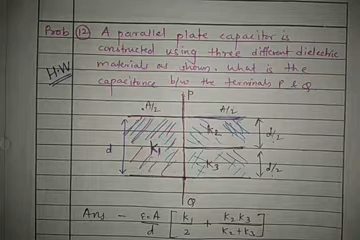 Prob (12) A parallel plate capacitor is
constructed using three different dielectric
H.W materials as shown. What is the
capacitance b/w the terminals P & Q
P
A/2 A/2
K₂ d/2
d K₁
K₃ d/2
Q
Ans - ε₀A/d [K₁/2 + K₂K₃/K₂+K₃]